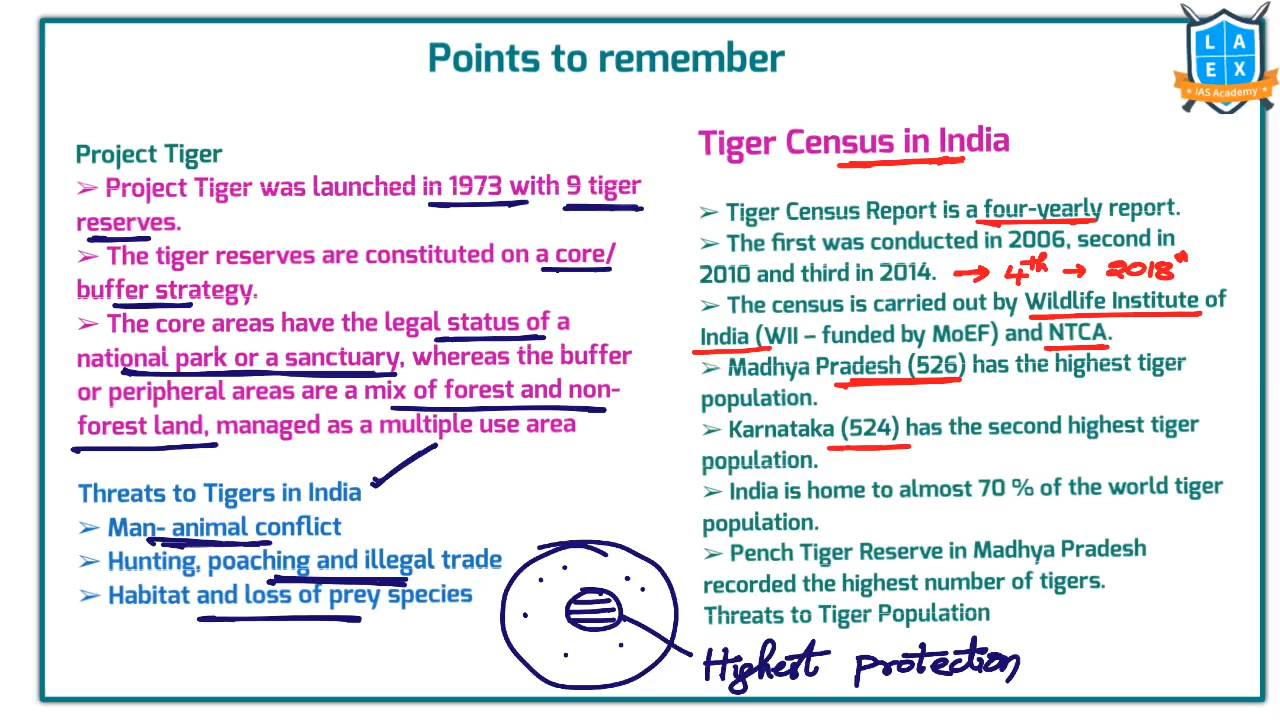 Points to remember
L A
E X
IAS Academy
Project Tiger
➢ Project Tiger was launched in 1973 with 9 tiger
reserves.
➢ The tiger reserves are constituted on a core/
buffer strategy.
➢ The core areas have the legal status of a
national park or a sanctuary, whereas the buffer
or peripheral areas are a mix of forest and non-
forest land, managed as a multiple use area
Threats to Tigers in India
➢ Man- animal conflict
➢ Hunting, poaching and illegal trade
➢ Habitat and loss of prey species
Tiger Census in India
➢ Tiger Census Report is a four-yearly report.
➢ The first was conducted in 2006, second in
2010 and third in 2014. → 4th → 2018
➢ The census is carried out by Wildlife Institute of
India (WII – funded by MoEF) and NTCA.
➢ Madhya Pradesh (526) has the highest tiger
population.
➢ Karnataka (524) has the second highest tiger
population.
➢ India is home to almost 70 % of the world tiger
population.
➢ Pench Tiger Reserve in Madhya Pradesh
recorded the highest number of tigers.
Threats to Tiger Population
Highest protection